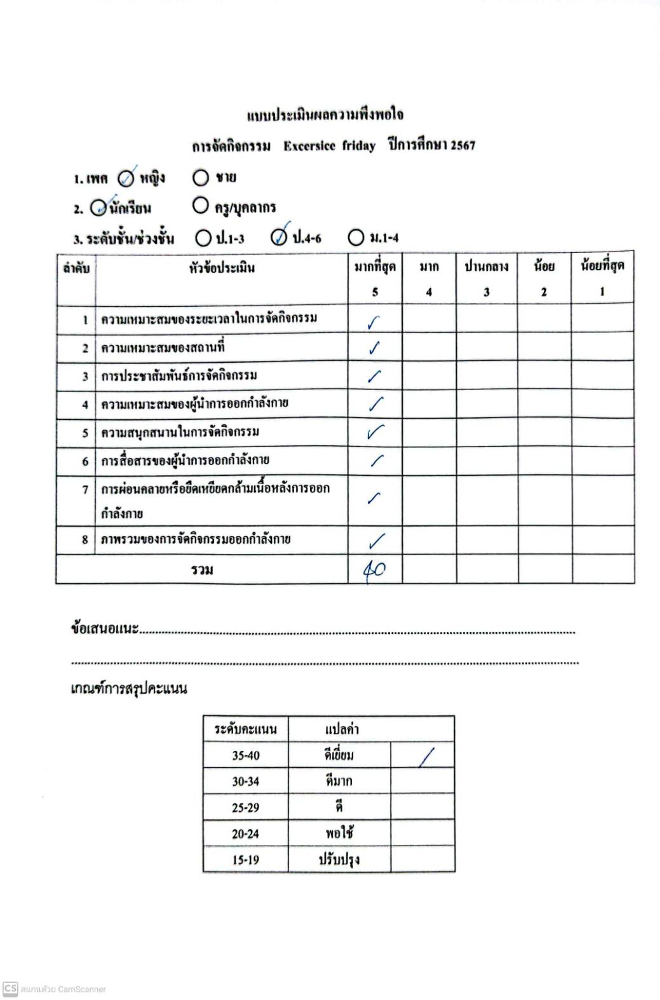 แบบประเมินผลความพึงพอใจ
การจัดกิจกรรม Excersice friday ปีการศึกษา 2567
1. เพศ ✓ หญิง ○ ชาย
2. ✓ นักเรียน ○ ครู/บุคลากร
3. ระดับชั้น/ช่วงชั้น ○ ป.1-3 ✓ ป.4-6 ○ ม.1-4
ลำดับ หัวข้อประเมิน มากที่สุด มาก ปานกลาง น้อย น้อยที่สุด
5 4 3 2 1
1 ความเหมาะสมของระยะเวลาในการจัดกิจกรรม ✓
2 ความเหมาะสมของสถานที่ ✓
3 การประชาสัมพันธ์การจัดกิจกรรม ✓
4 ความเหมาะสมของผู้นำการออกกำลังกาย ✓
5 ความสนุกสนานในการจัดกิจกรรม ✓
6 การสื่อสารของผู้นำการออกกำลังกาย ✓
7 การผ่อนคลายหรือยืดเหยียดกล้ามเนื้อหลังการออก ✓
กำลังกาย
8 ภาพรวมของการจัดกิจกรรมออกกำลังกาย ✓
รวม 40
ข้อเสนอแนะ
เกณฑ์การสรุปคะแนน
ระดับคะแนน แปลค่า
35-40 ดีเยี่ยม /
30-34 ดีมาก
25-29 ดี
20-24 พอใช้
15-19 ปรับปรุง
CS สแกนด้วย CamScanner